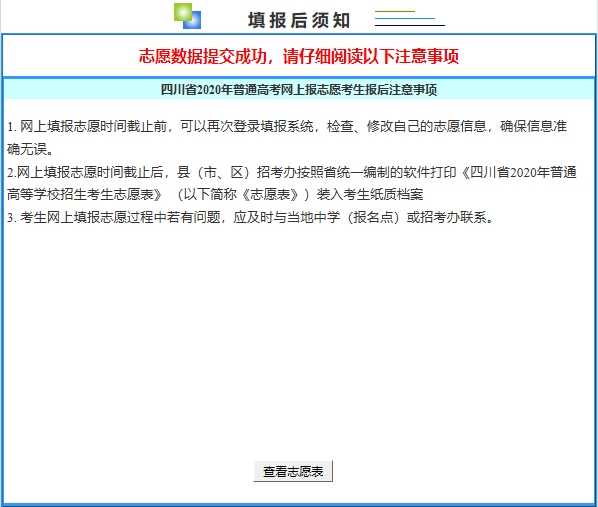 填报后须知
志愿数据提交成功，请仔细阅读以下注意事项
四川省2020年普通高考网上报志愿考生报后注意事项
1. 网上填报志愿时间截止前，可以再次登录填报系统，检查、修改自己的志愿信息，确保信息准
确无误。
2.网上填报志愿时间截止后，县（市、区）招考办按照省统一编制的软件打印《四川省2020年普通
高等学校招生考生志愿表》（以下简称《志愿表》）装入考生纸质档案
3. 考生网上填报志愿过程中若有问题，应及时与当地中学（报名点）或招考办联系。
查看志愿表